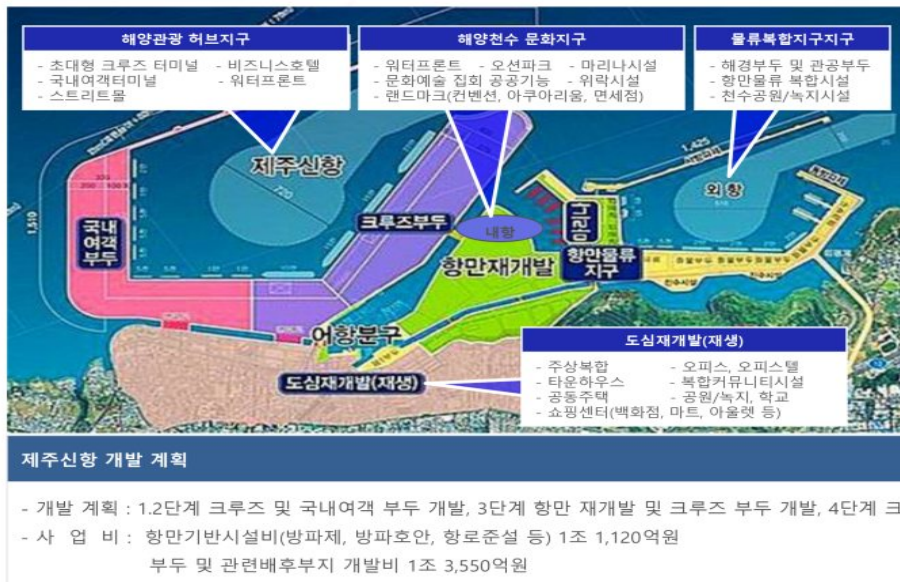 해양관광 허브지구
- 초대형 크루즈 터미널 - 비즈니스호텔
- 국내여객터미널 - 워터프론트
- 스트리트몰
해양천수 문화지구
- 워터프론트 - 오션파크 - 마리나시설
- 문화예술 집회 공공기능 - 위락시설
- 랜드마크(컨벤션, 아쿠아리움, 면세점)
물류복합지구지구
- 해경부두 및 관공부두
- 항만물류 복합시설
- 천수공원/녹지시설
1,425
제주신항
720
외항
510
국내
여객
부두
1,510
크루즈부두
내항
마리나
항만재개발
항만물류
지구
어항분구
도심재개발(재생)
도심재개발(재생)
- 주상복합 - 오피스, 오피스텔
- 타운하우스 - 복합커뮤니티시설
- 공동주택 - 공원/녹지, 학교
- 쇼핑센터(백화점, 마트, 아울렛 등)
제주신항 개발 계획
- 개발 계획 : 1.2단계 크루즈 및 국내여객 부두 개발, 3단계 항만 재개발 및 크루즈 부두 개발, 4단계 크
- 사 업 비 : 항만기반시설비(방파제, 방파호안, 항로준설 등) 1조 1,120억원
부두 및 관련배후부지 개발비 1조 3,550억원